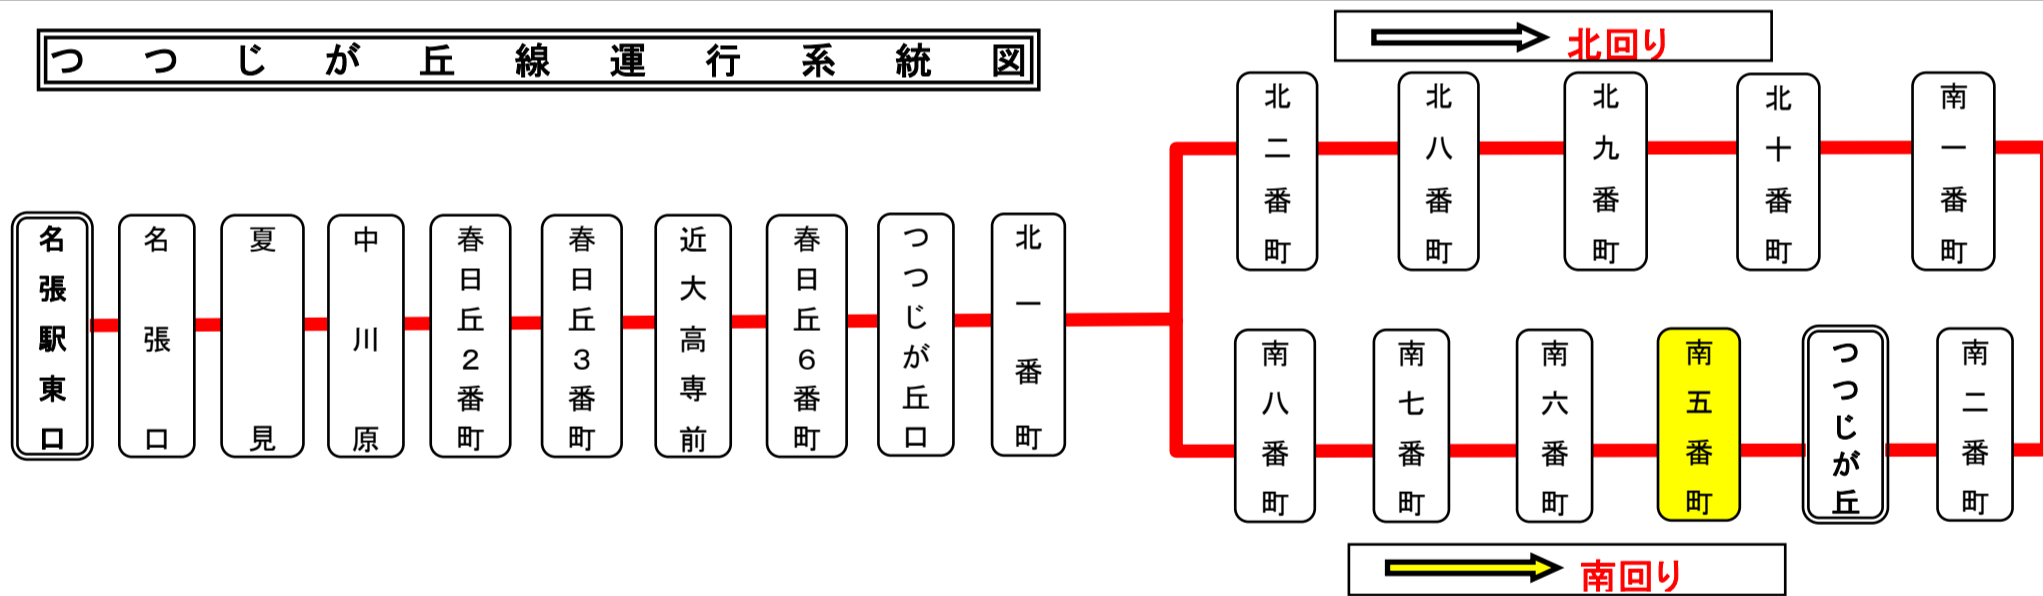 つつじが丘線運行系統図
北回り
北二番町
北八番町
北九番町
北十番町
南一番町
名張駅東口
名張口
夏見
中川原
春日丘2番町
春日丘3番町
近大高専前
春日丘6番町
つつじが丘口
北一番町
南八番町
南七番町
南六番町
南五番町
つつじが丘
南二番町
南回り